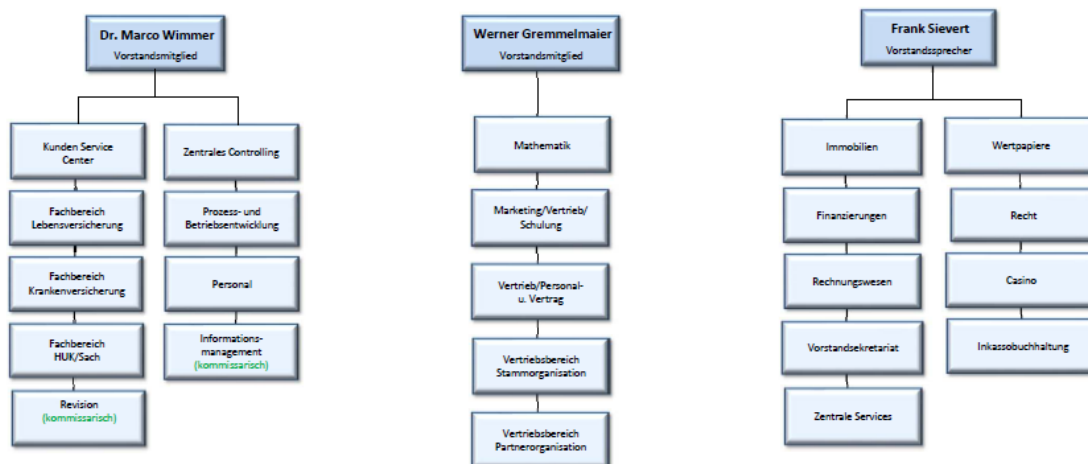 Dr. Marco Wimmer
Vorstandsmitglied
Kunden Service
Center
Fachbereich
Lebensversicherung
Fachbereich
Krankenversicherung
Fachbereich
HUK/Sach
Revision
(kommissarisch)
Zentrales Controlling
Prozess- und
Betriebsentwicklung
Personal
Informations-
management
(kommissarisch)
Werner Gremmelmaier
Vorstandsmitglied
Mathematik
Marketing/Vertrieb/
Schulung
Vertrieb/Personal-
u. Vertrag
Vertriebsbereich
Stammorganisation
Vertriebsbereich
Partnerorganisation
Frank Sievert
Vorstandssprecher
Immobilien
Finanzierungen
Rechnungswesen
Vorstandsekretariat
Zentrale Services
Wertpapiere
Recht
Casino
Inkassobuchhaltung